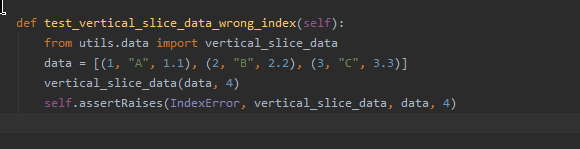 def test_vertical_slice_data_wrong_index(self):
    from utils.data import vertical_slice_data
    data = [(1, "A", 1.1), (2, "B", 2.2), (3, "C", 3.3)]
    vertical_slice_data(data, 4)
    self.assertRaises(IndexError, vertical_slice_data, data, 4)